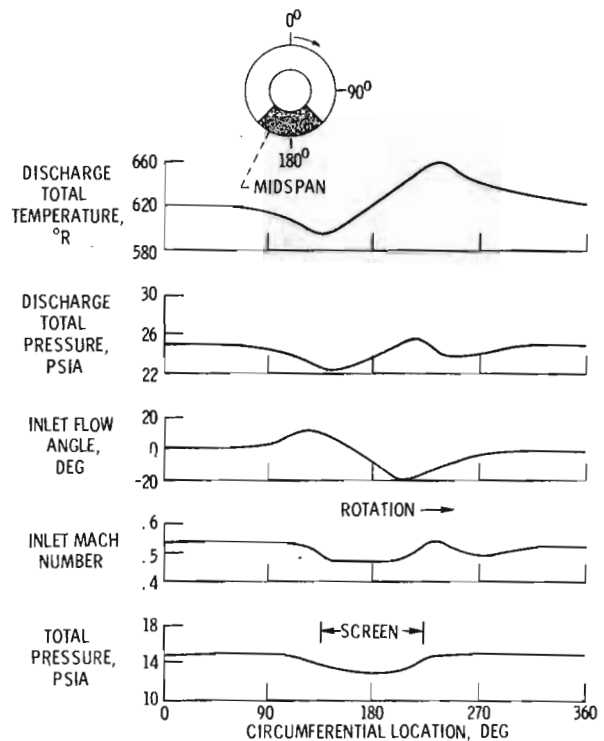 0°
90°
180°
MIDSPAN
DISCHARGE
TOTAL
TEMPERATURE,
°R
660
620
580
DISCHARGE
TOTAL
PRESSURE,
PSIA
30
26
22
INLET FLOW
ANGLE,
DEG
20
0
-20
ROTATION
INLET MACH
NUMBER
.6
.5
.4
SCREEN
TOTAL
PRESSURE,
PSIA
18
14
10
0 90 180 270 360
CIRCUMFERENTIAL LOCATION, DEG